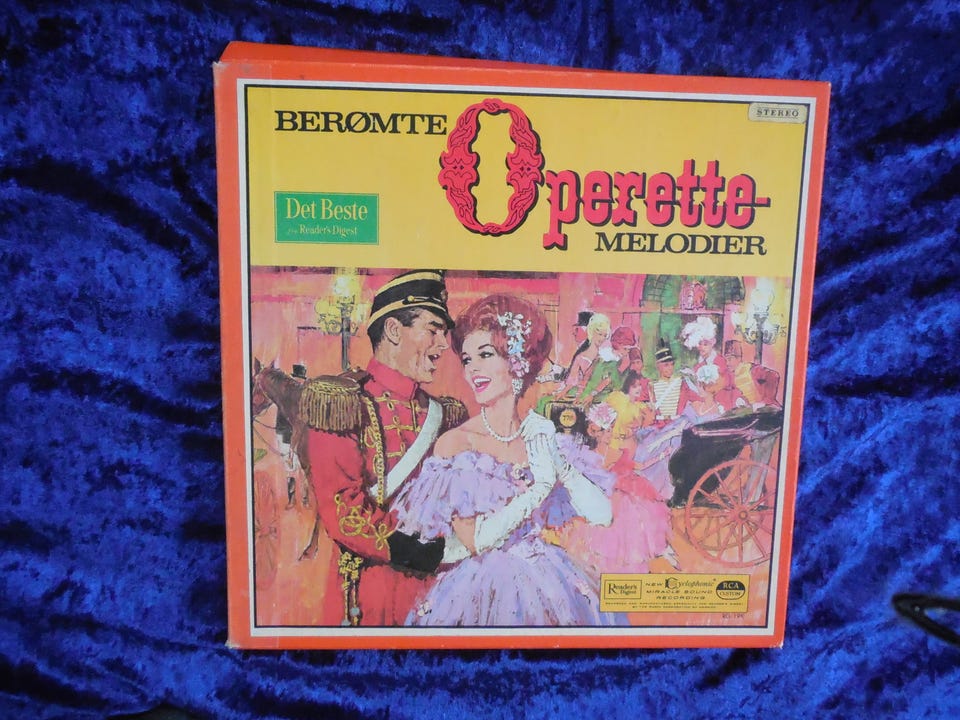 BERØMTE
STEREO
Operette-
MELODIER
Det Beste
fra Reader's Digest
Reader's
Digest
NEW Cyclophonic
MIRACLE SOUND
RECORDING
RCA
CUSTOM